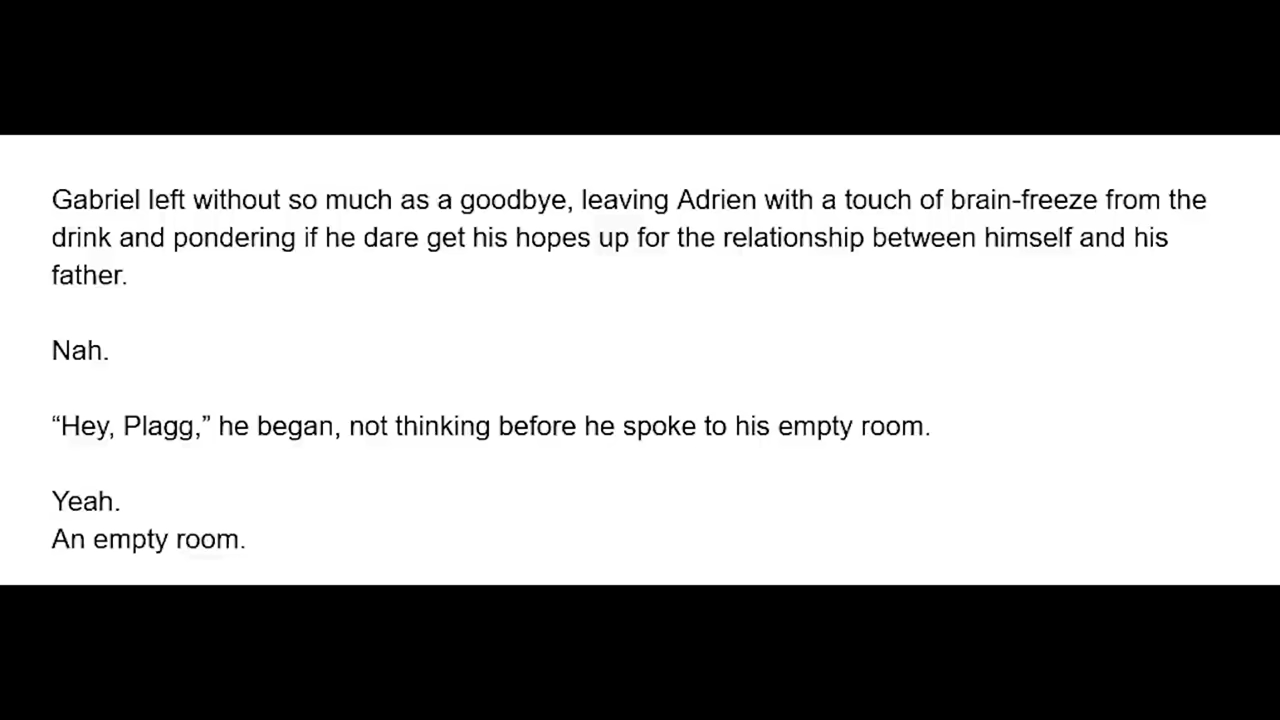 Gabriel left without so much as a goodbye, leaving Adrien with a touch of brain-freeze from the
drink and pondering if he dare get his hopes up for the relationship between himself and his
father.
Nah.
“Hey, Plagg,” he began, not thinking before he spoke to his empty room.
Yeah.
An empty room.